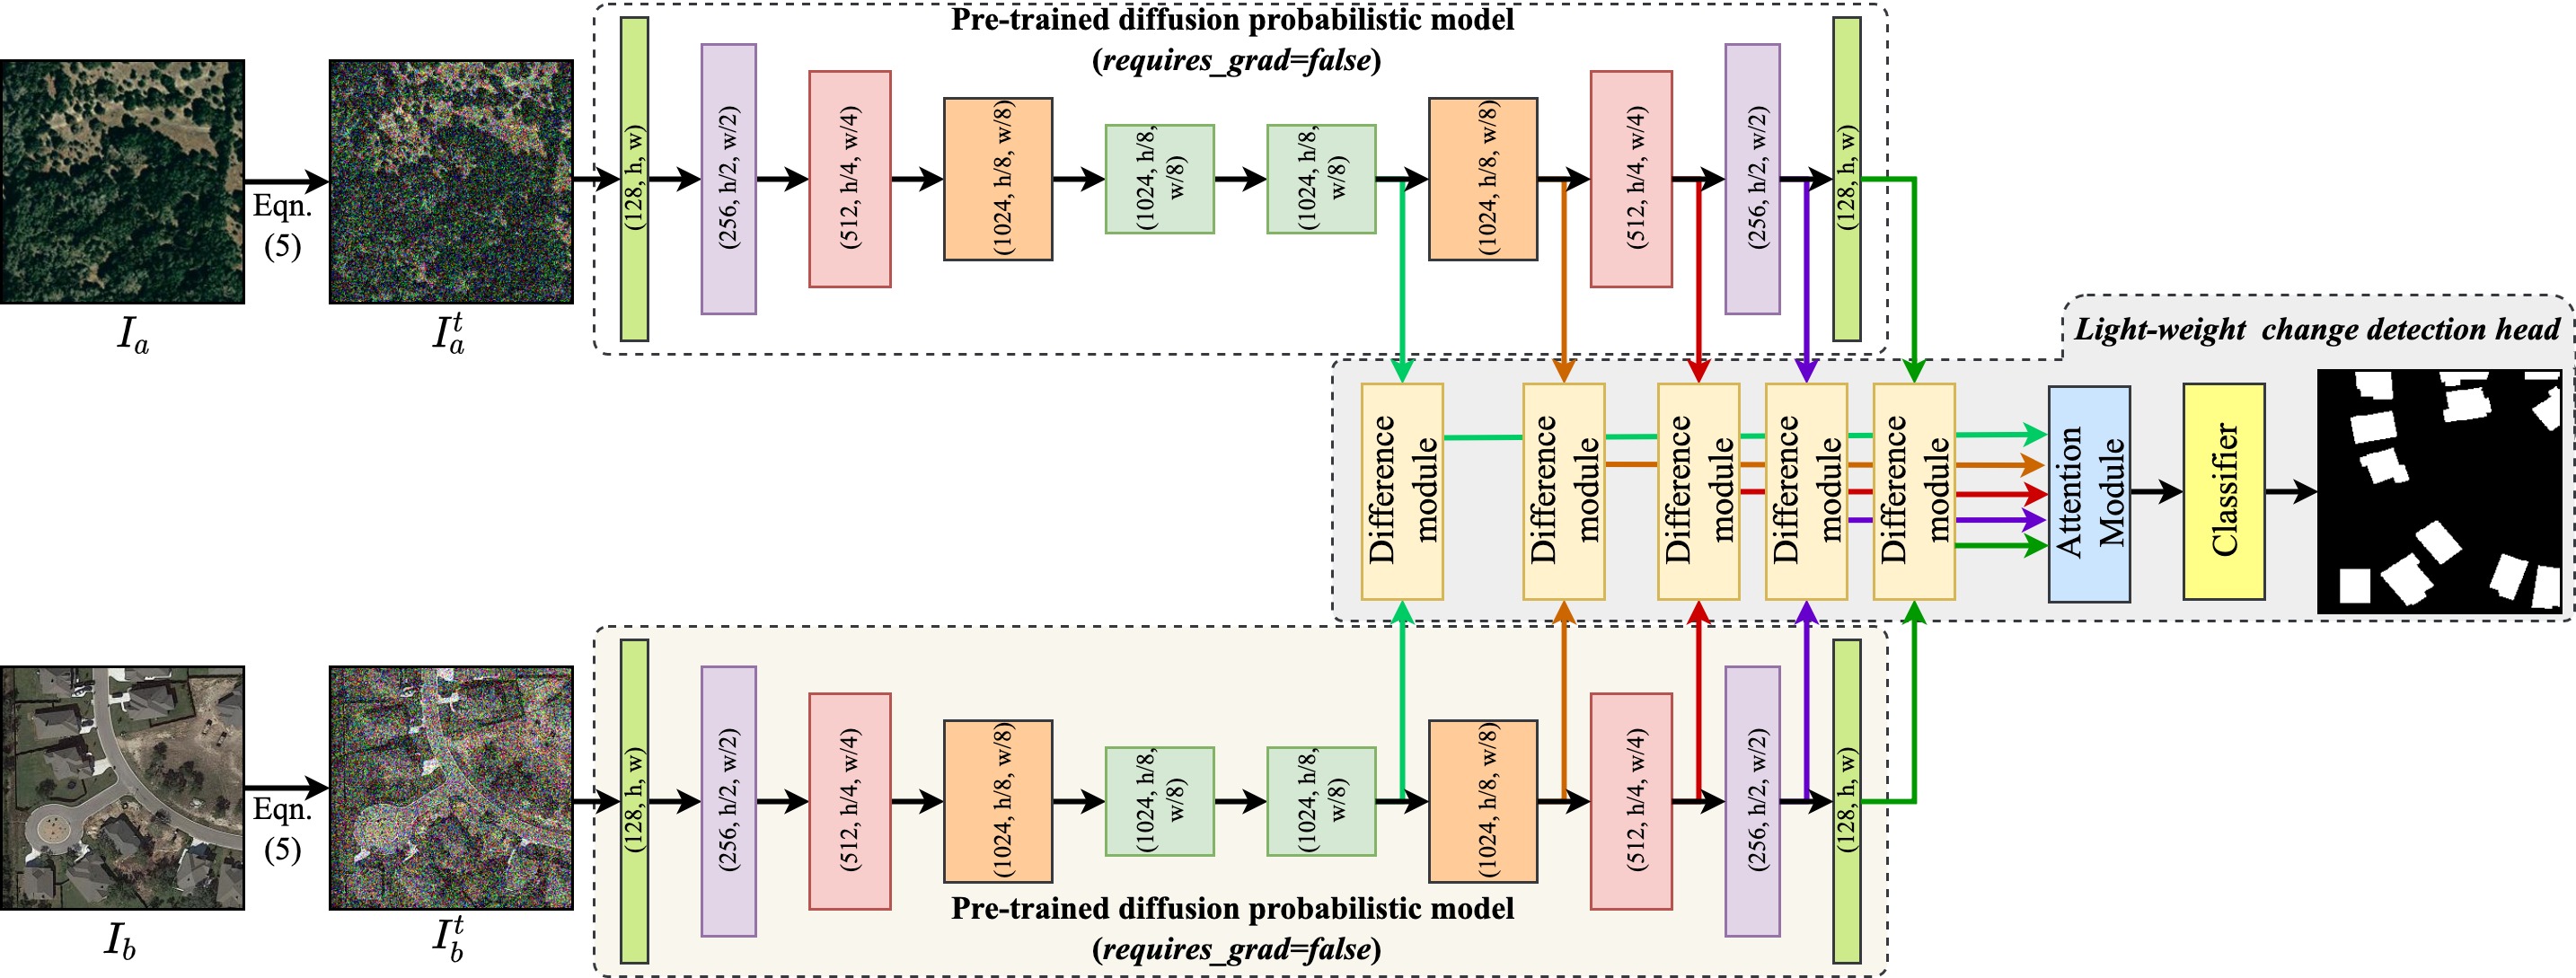 Pre-trained diffusion probabilistic model
(requires_grad=false)
(128, h, w)
(256, h/2, w/2)
(512, h/4, w/4)
(1024, h/8, w/8)
(1024, h/8,
w/8)
(1024, h/8,
w/8)
(1024, h/8, w/8)
(512, h/4, w/4)
(256, h/2, w/2)
(128, h, w)
Eqn.
(5)
I_a
I_a^t
Light-weight change detection head
Difference
module
Difference
module
Difference
module
Difference
module
Difference
module
Attention
Module
Classifier
(128, h, w)
(256, h/2, w/2)
(512, h/4, w/4)
(1024, h/8, w/8)
(1024, h/8,
w/8)
(1024, h/8,
w/8)
(1024, h/8, w/8)
(512, h/4, w/4)
(256, h/2, w/2)
(128, h, w)
Eqn.
(5)
I_b
I_b^t
Pre-trained diffusion probabilistic model
(requires_grad=false)